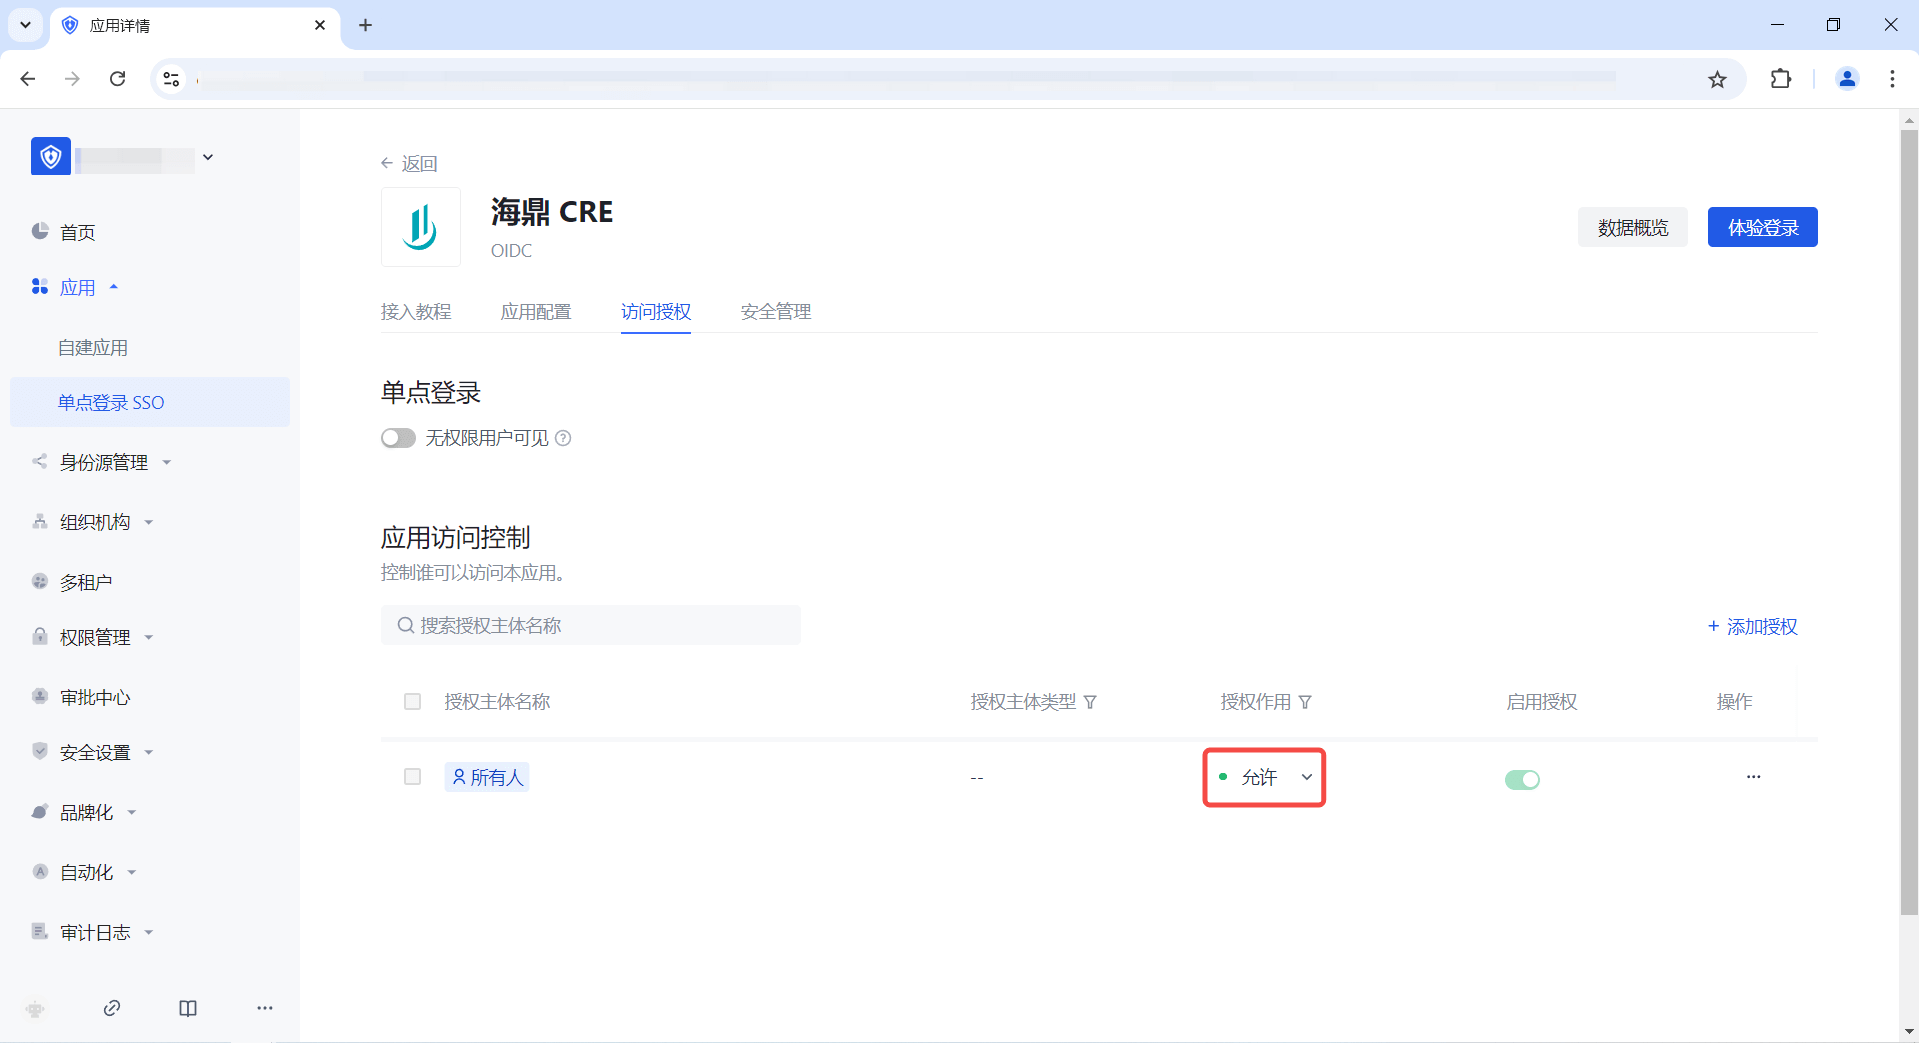 应用详情
首页
应用
自建应用
单点登录 SSO
身份源管理
组织机构
多租户
权限管理
审批中心
安全设置
品牌化
自动化
审计日志
返回
海鼎 CRE
OIDC
数据概览
体验登录
接入教程
应用配置
访问授权
安全管理
单点登录
无权限用户可见
应用访问控制
控制谁可以访问本应用。
搜索授权主体名称
+ 添加授权
授权主体名称
授权主体类型
授权作用
启用授权
操作
所有人
--
允许